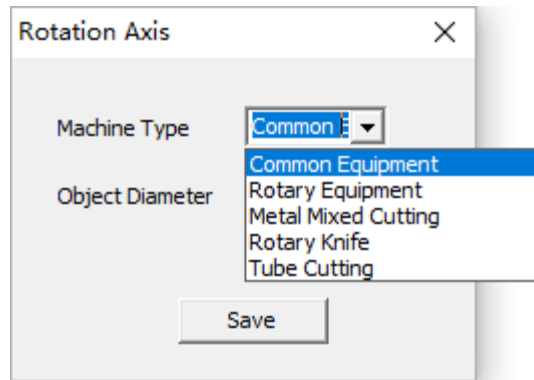 Rotation Axis
Machine Type
Common
Common Equipment
Object Diameter
Rotary Equipment
Metal Mixed Cutting
Rotary Knife
Tube Cutting
Save